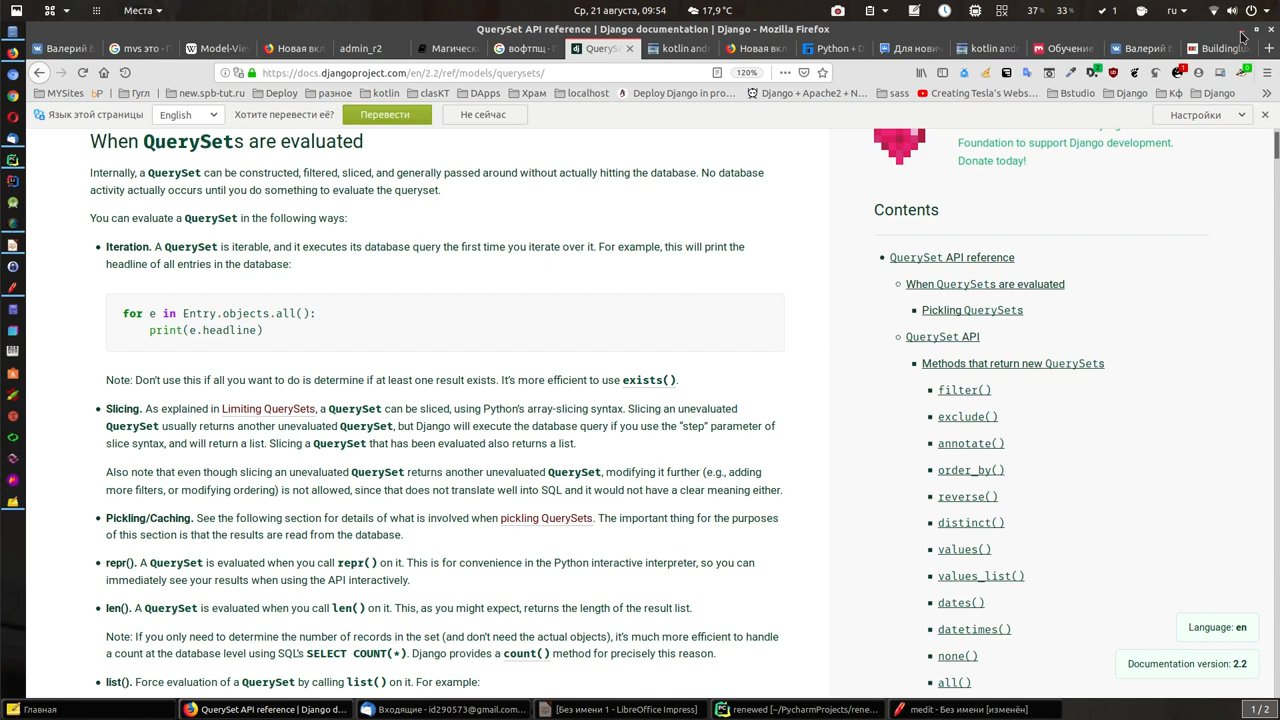 Места
Ср, 21 августа, 09:54
17,9°C
37%
33%
1
ru
QuerySet API reference | Django documentation | Django - Mozilla Firefox
Валерий Б
mvs это - П
Model-View
Новая вкл
admin_r2
Магическ
вофтпщ - П
QuerySe
kotlin and
Новая вкл
Python + D
Для нович
kotlin and
Обучение
Валерий Б
Building
https://docs.djangoproject.com/en/2.2/ref/models/querysets/
120%
MYSites
Гугл
new.spb-tut.ru
Deploy
разное
kotlin
clasKT
DApps
Храм
localhost
Deploy Django in pro…
Django + Apache2 + N…
sass
Creating Tesla's Web…
Bstudio
Django
Кф
Django
Язык этой страницы
English
Хотите перевести её?
Перевести
Не сейчас
Настройки
When QuerySets are evaluated
Internally, a QuerySet can be constructed, filtered, sliced, and generally passed around without actually hitting the database. No database
activity actually occurs until you do something to evaluate the queryset.
You can evaluate a QuerySet in the following ways:
• Iteration. A QuerySet is iterable, and it executes its database query the first time you iterate over it. For example, this will print the
headline of all entries in the database:
for e in Entry.objects.all():
print(e.headline)
Note: Don't use this if all you want to do is determine if at least one result exists. It's more efficient to use exists().
• Slicing. As explained in Limiting QuerySets, a QuerySet can be sliced, using Python's array-slicing syntax. Slicing an unevaluated
QuerySet usually returns another unevaluated QuerySet, but Django will execute the database query if you use the “step” parameter of
slice syntax, and will return a list. Slicing a QuerySet that has been evaluated also returns a list.
Also note that even though slicing an unevaluated QuerySet returns another unevaluated QuerySet, modifying it further (e.g., adding
more filters, or modifying ordering) is not allowed, since that does not translate well into SQL and it would not have a clear meaning either.
• Pickling/Caching. See the following section for details of what is involved when pickling QuerySets. The important thing for the purposes
of this section is that the results are read from the database.
• repr(). A QuerySet is evaluated when you call repr() on it. This is for convenience in the Python interactive interpreter, so you can
immediately see your results when using the API interactively.
• len(). A QuerySet is evaluated when you call len() on it. This, as you might expect, returns the length of the result list.
Note: If you only need to determine the number of records in the set (and don't need the actual objects), it's much more efficient to handle
a count at the database level using SQL's SELECT COUNT(*). Django provides a count() method for precisely this reason.
• list(). Force evaluation of a QuerySet by calling list() on it. For example:
Foundation to support Django development.
Donate today!
Contents
QuerySet API reference
When QuerySets are evaluated
Pickling QuerySets
QuerySet API
Methods that return new QuerySets
filter()
exclude()
annotate()
order_by()
reverse()
distinct()
values()
values_list()
dates()
datetimes()
none()
all()
Language: en
Documentation version: 2.2
Главная
QuerySet API reference | D…
Входящие - id290573@gmail.com…
[Без имени 1 - LibreOffice Impress]
renewed [~/PycharmProjects/rene…
medit - Без имени [изменён]
1 / 2